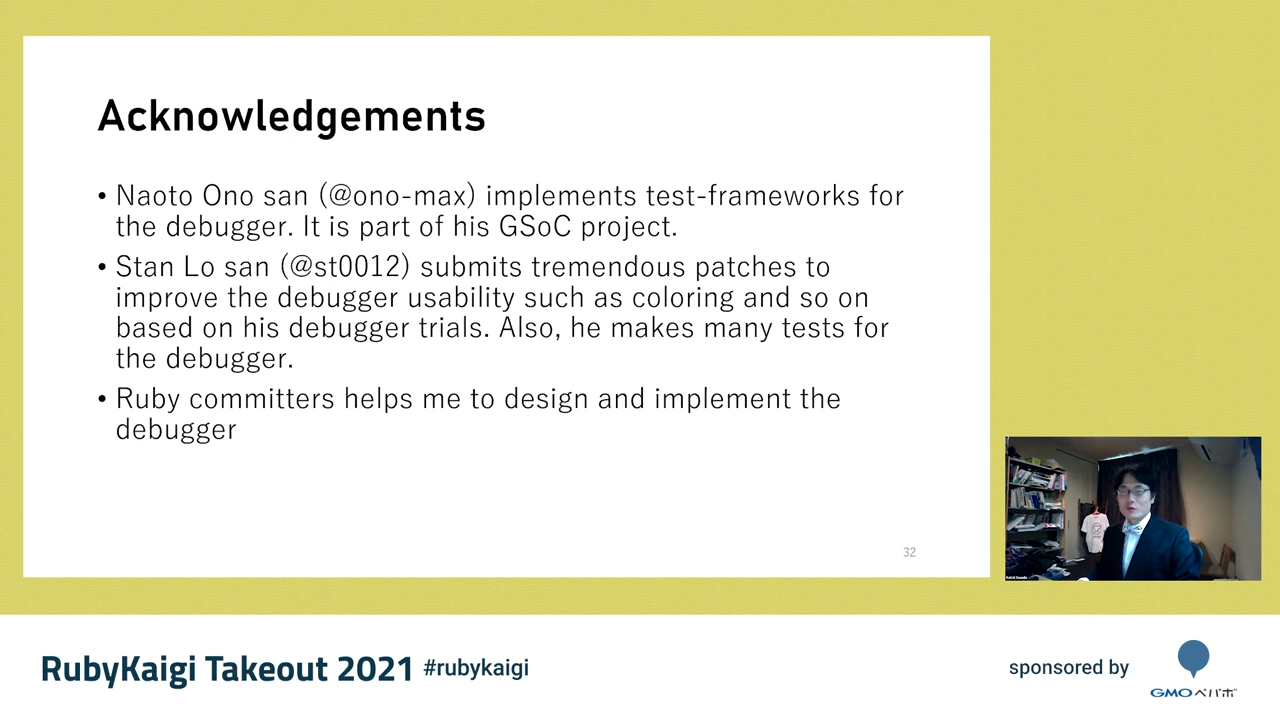 Acknowledgements
• Naoto Ono san (@ono-max) implements test-frameworks for
the debugger. It is part of his GSoC project.
• Stan Lo san (@st0012) submits tremendous patches to
improve the debugger usability such as coloring and so on
based on his debugger trials. Also, he makes many tests for
the debugger.
• Ruby committers helps me to design and implement the
debugger
32
RubyKaigi Takeout 2021 #rubykaigi
sponsored by
GMOペパボ